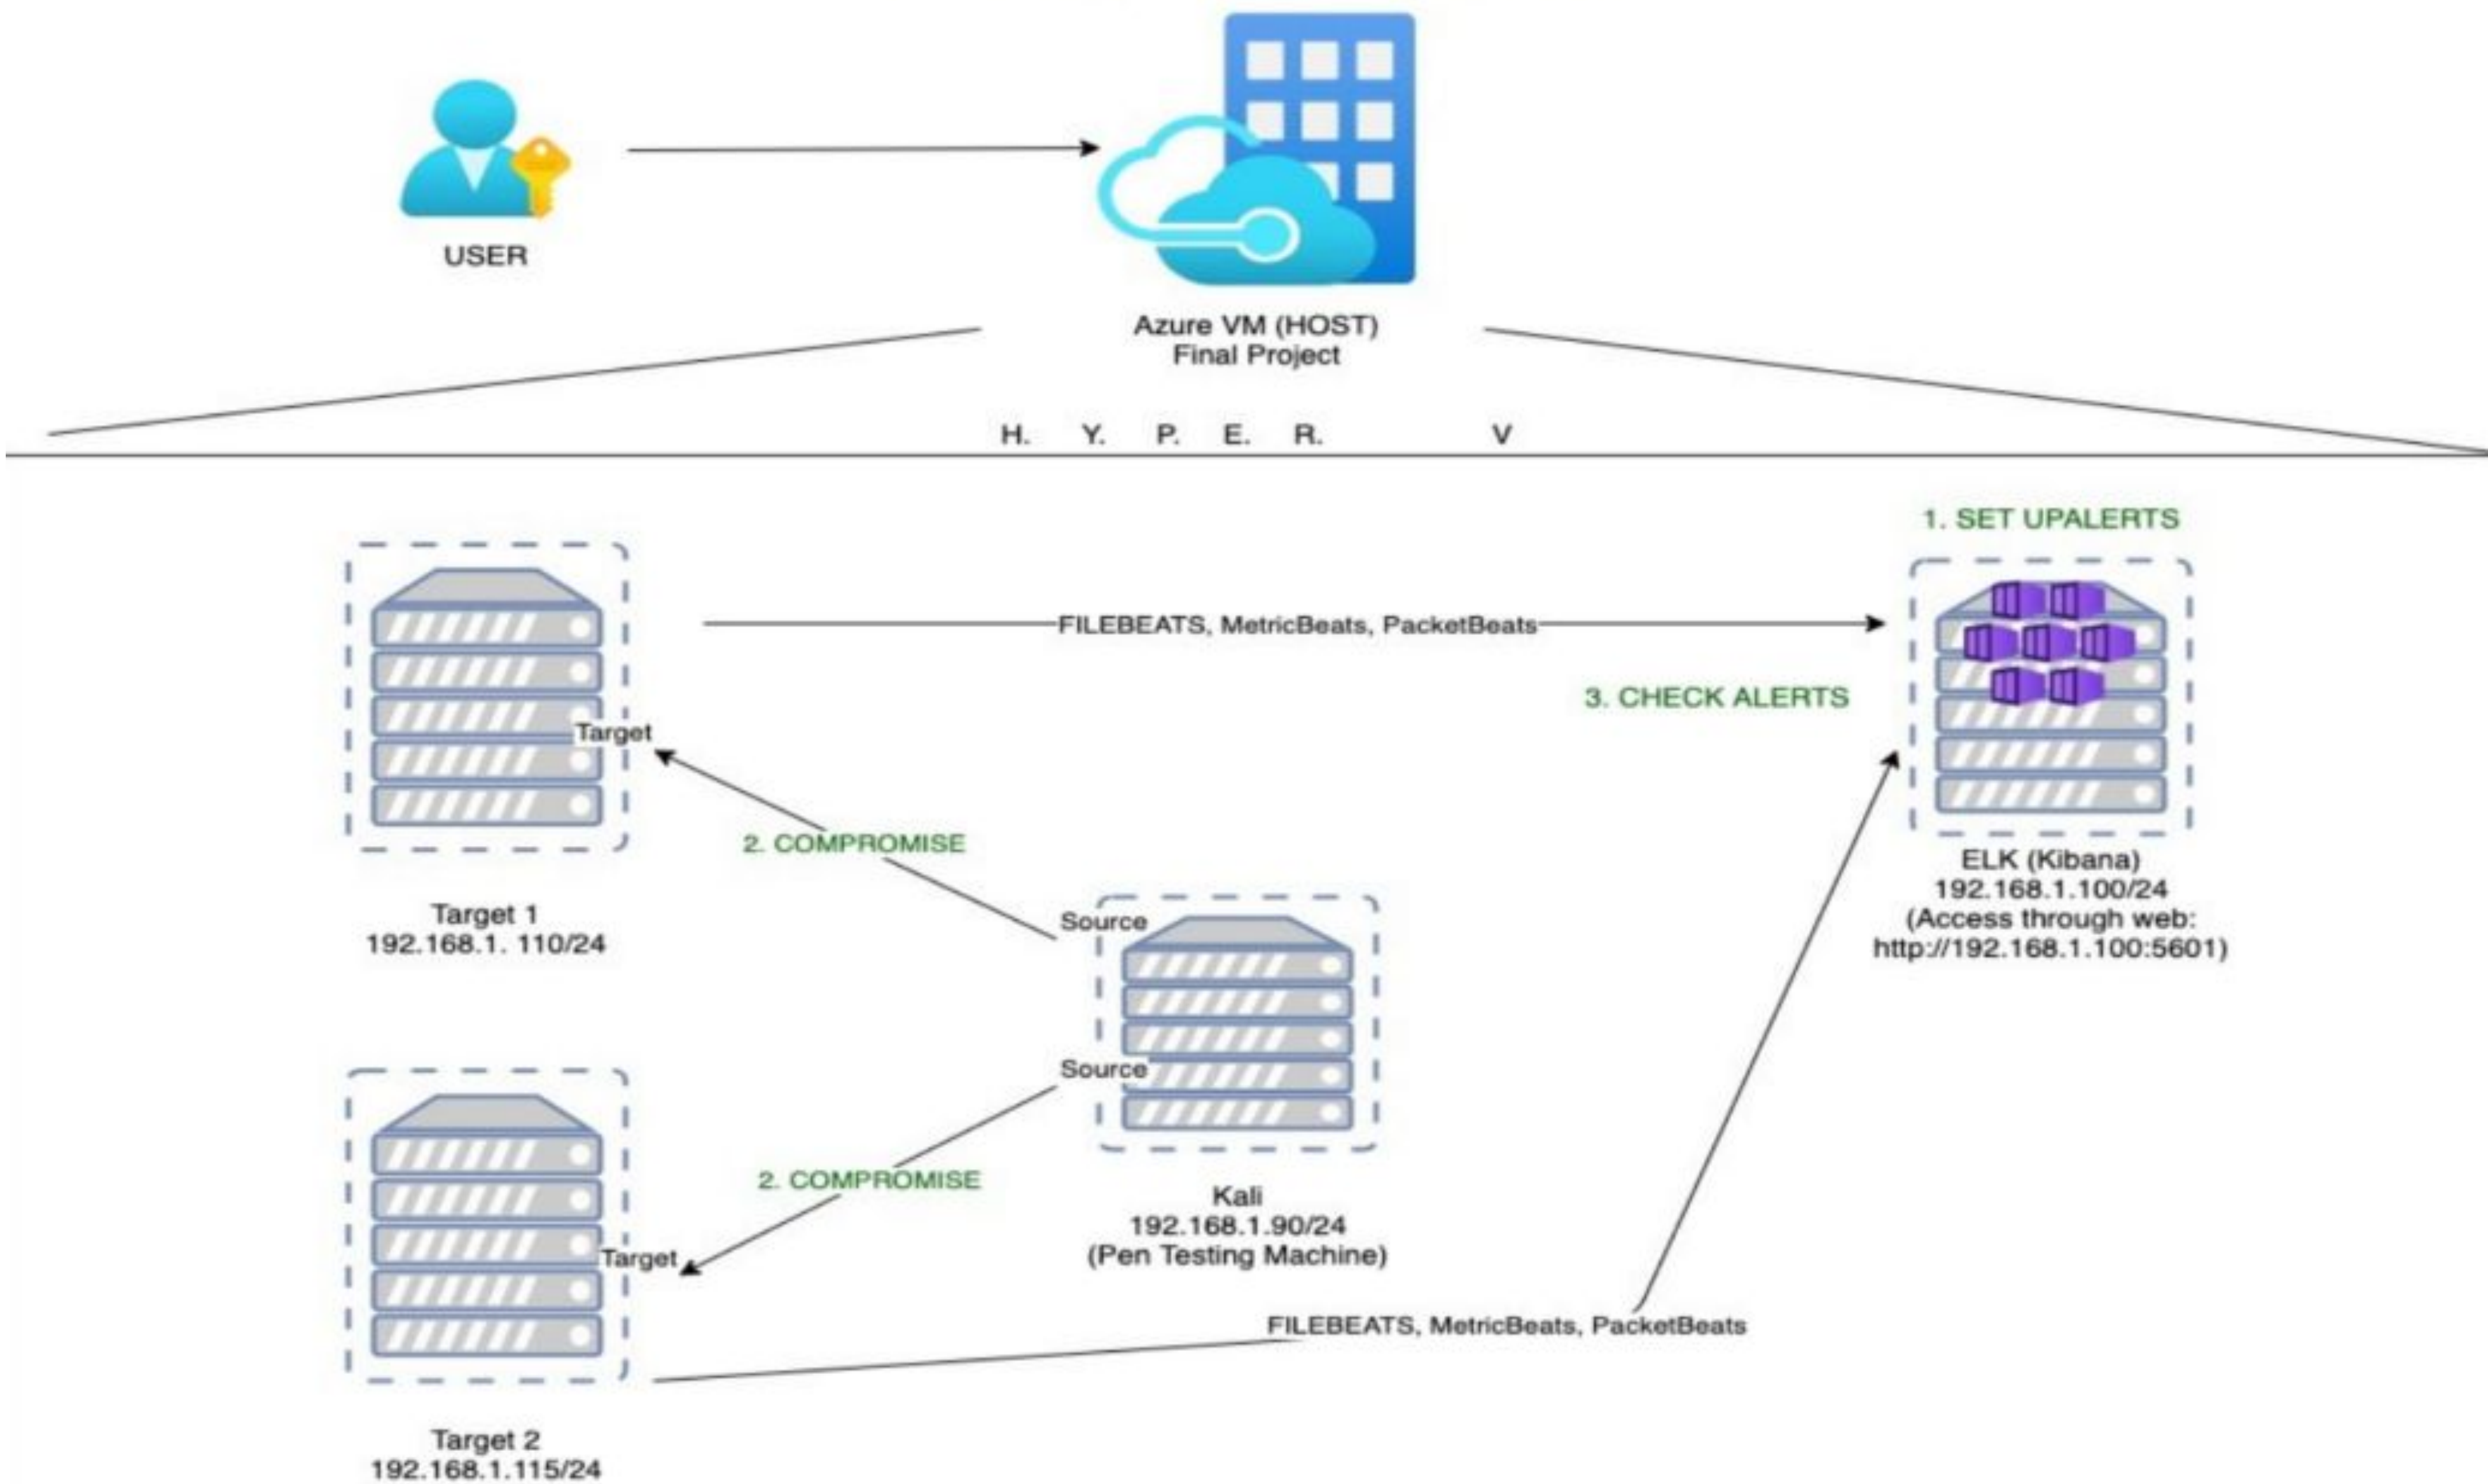 USER
Azure VM (HOST)
Final Project
H. Y. P. E. R. V
1. SET UPALERTS
FILEBEATS, MetricBeats, PacketBeats
3. CHECK ALERTS
Target
2. COMPROMISE
ELK (Kibana)
192.168.1.100/24
(Access through web:
http://192.168.1.100:5601)
Target 1
192.168.1. 110/24
Source
Source
2. COMPROMISE
Kali
192.168.1.90/24
(Pen Testing Machine)
Target
FILEBEATS, MetricBeats, PacketBeats
Target 2
192.168.1.115/24